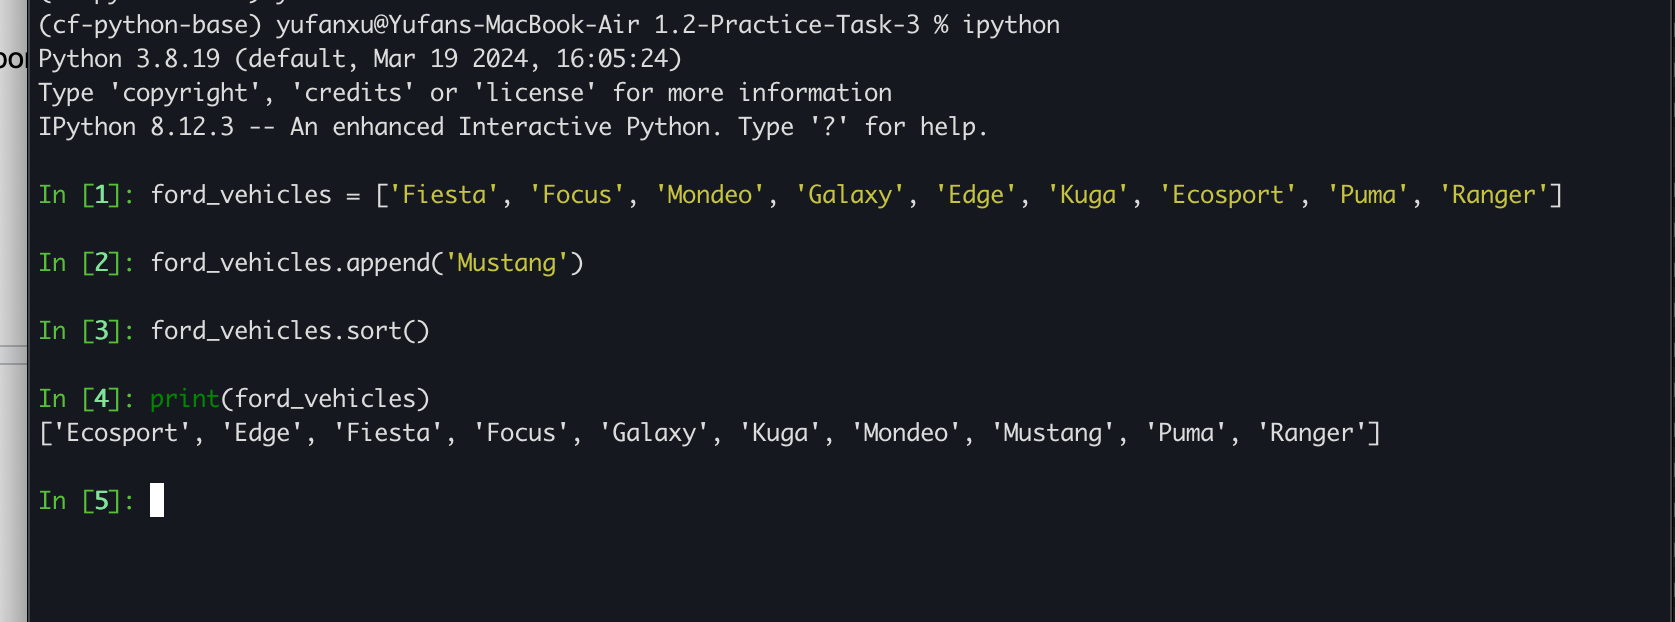 (cf-python-base) yufanxu@Yufans-MacBook-Air 1.2-Practice-Task-3 % ipython
Python 3.8.19 (default, Mar 19 2024, 16:05:24)
Type 'copyright', 'credits' or 'license' for more information
IPython 8.12.3 -- An enhanced Interactive Python. Type '?' for help.
In [1]: ford_vehicles = ['Fiesta', 'Focus', 'Mondeo', 'Galaxy', 'Edge', 'Kuga', 'Ecosport', 'Puma', 'Ranger']
In [2]: ford_vehicles.append('Mustang')
In [3]: ford_vehicles.sort()
In [4]: print(ford_vehicles)
['Ecosport', 'Edge', 'Fiesta', 'Focus', 'Galaxy', 'Kuga', 'Mondeo', 'Mustang', 'Puma', 'Ranger']
In [5]: